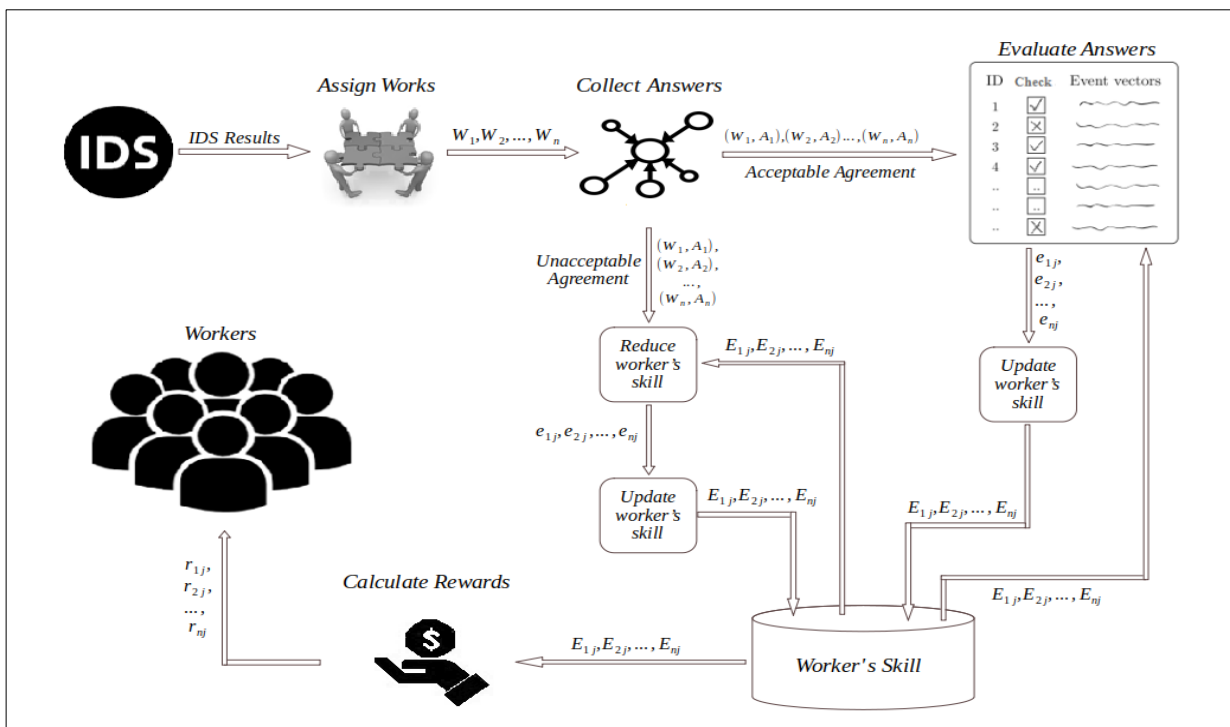 Evaluate Answers
ID Check Event vectors
1
2
3
4
..
..
..
..
..
Assign Works
Collect Answers
IDS
IDS Results
W₁,W₂,...,Wₙ
(W₁,A₁),(W₂,A₂)...,(Wₙ,Aₙ)
Acceptable Agreement
Unacceptable
Agreement
(W₁,A₁),
(W₂,A₂),
...,
(Wₙ,Aₙ)
e₁ⱼ,
e₂ⱼ,
...,
eₙⱼ
Workers
Reduce
worker's
skill
E₁ⱼ,E₂ⱼ,...,Eₙⱼ
Update
worker's
skill
e₁ⱼ,e₂ⱼ,...,eₙⱼ
Update
worker's
skill
E₁ⱼ,E₂ⱼ,...,Eₙⱼ
E₁ⱼ,E₂ⱼ,...,Eₙⱼ
r₁ⱼ,
r₂ⱼ,
...,
rₙⱼ
Calculate Rewards
$
E₁ⱼ,E₂ⱼ,...,Eₙⱼ
E₁ⱼ,E₂ⱼ,...,Eₙⱼ
Worker's Skill